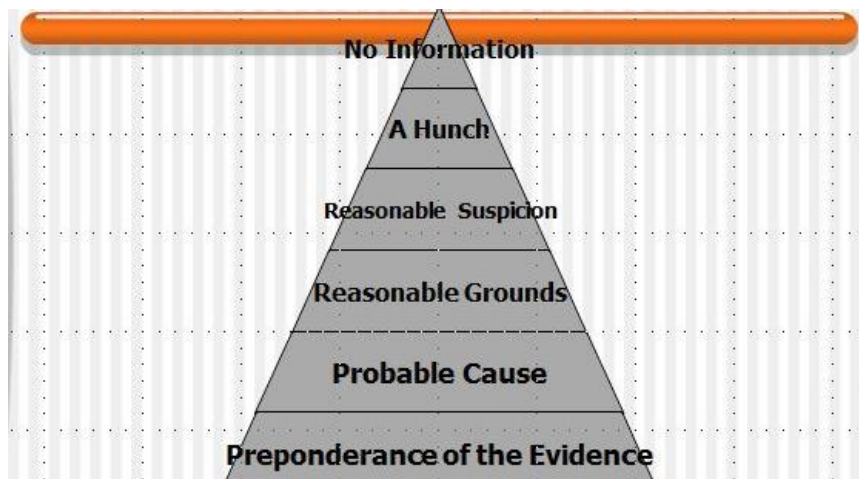 No Information
A Hunch
Reasonable Suspicion
Reasonable Grounds
Probable Cause
Preponderance of the Evidence